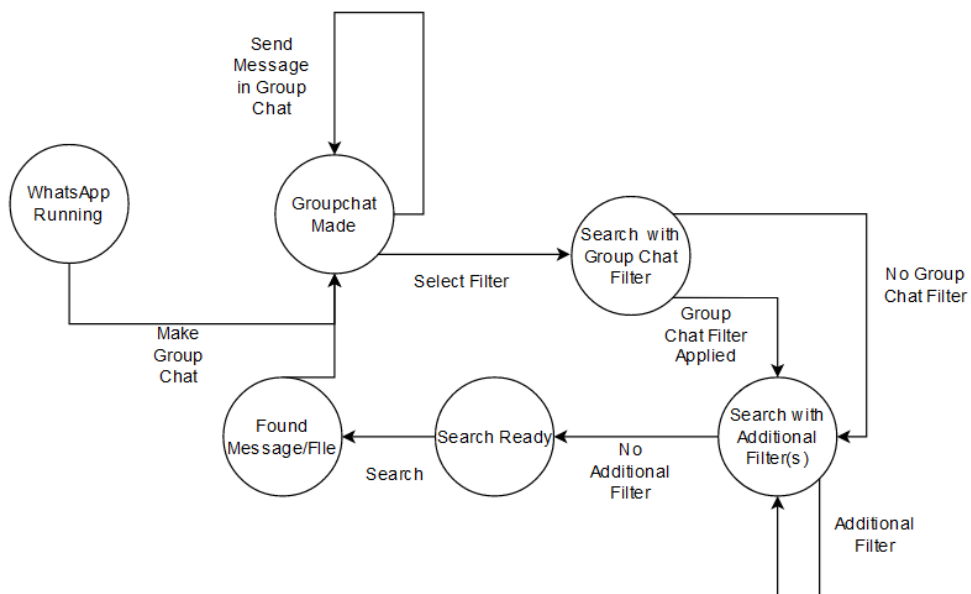 Send
Message
in Group
Chat
WhatsApp
Running
Groupchat
Made
Search with
Group Chat
Filter
Select Filter
No Group
Chat Filter
Group
Chat Filter
Applied
Make
Group
Chat
Found
Message/FIle
Search
Search Ready
No
Additional
Filter
Search with
Additional
Filter(s)
Additional
Filter